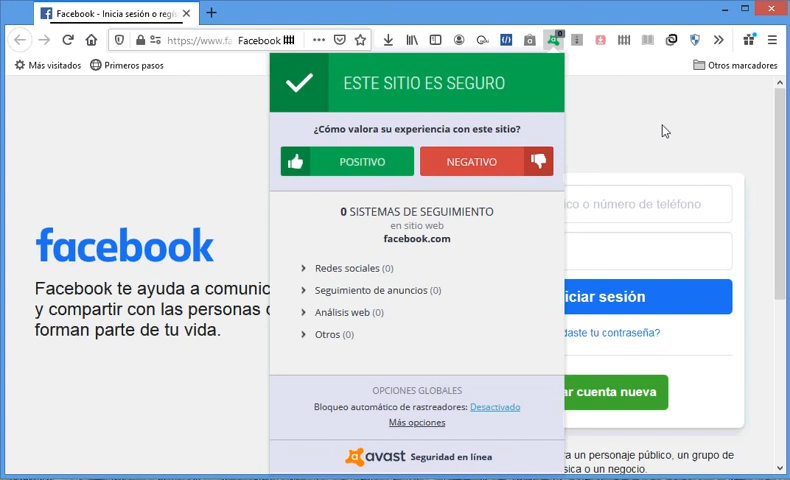 Facebook - Inicia sesión o regis
https://www.fa Facebook
0
Más visitados
Primeros pasos
Otros marcadores
ESTE SITIO ES SEGURO
¿Cómo valora su experiencia con este sitio?
POSITIVO
NEGATIVO
0 SISTEMAS DE SEGUIMIENTO
en sitio web
facebook.com
Redes sociales (0)
Seguimiento de anuncios (0)
Análisis web (0)
Otros (0)
OPCIONES GLOBALES
Bloqueo automático de rastreadores: Desactivado
Más opciones
avast Seguridad en línea
facebook
Facebook te ayuda a comunic
y compartir con las personas
forman parte de tu vida.
ico o número de teléfono
iciar sesión
daste tu contraseña?
ar cuenta nueva
a un personaje público, un grupo de
sica o un negocio.